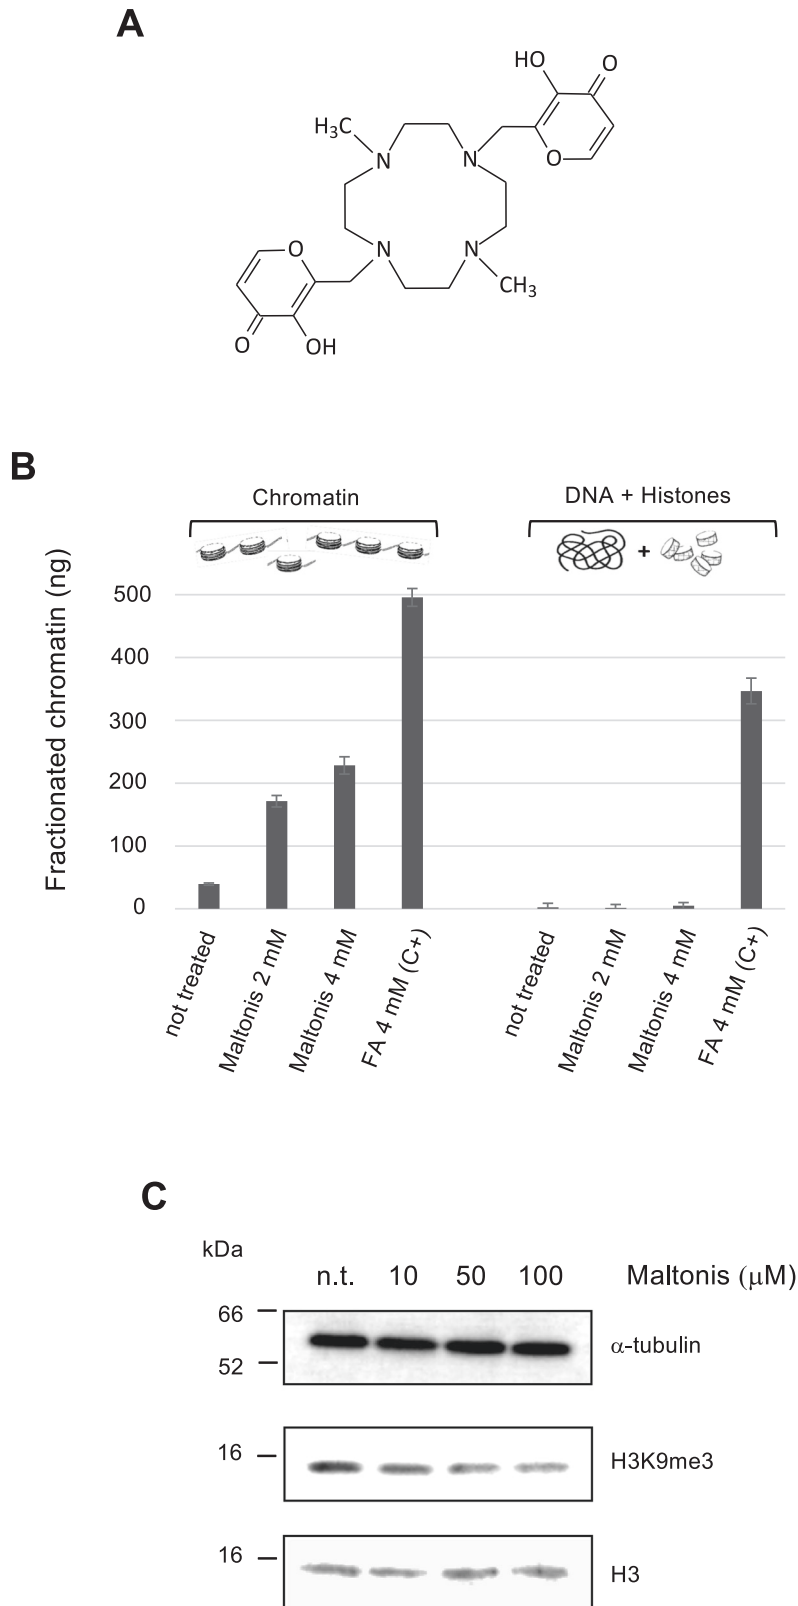 A
HO
O
H₃C
N
N
O
O
N
N
CH₃
O
OH
B
Chromatin
DNA + Histones
+
Fractionated chromatin (ng)
500
400
300
200
100
0
not treated
Maltonis 2 mM
Maltonis 4 mM
FA 4 mM (C+)
not treated
Maltonis 2 mM
Maltonis 4 mM
FA 4 mM (C+)
C
kDa
n.t. 10 50 100 Maltonis (μM)
66
α-tubulin
52
16
H3K9me3
16
H3